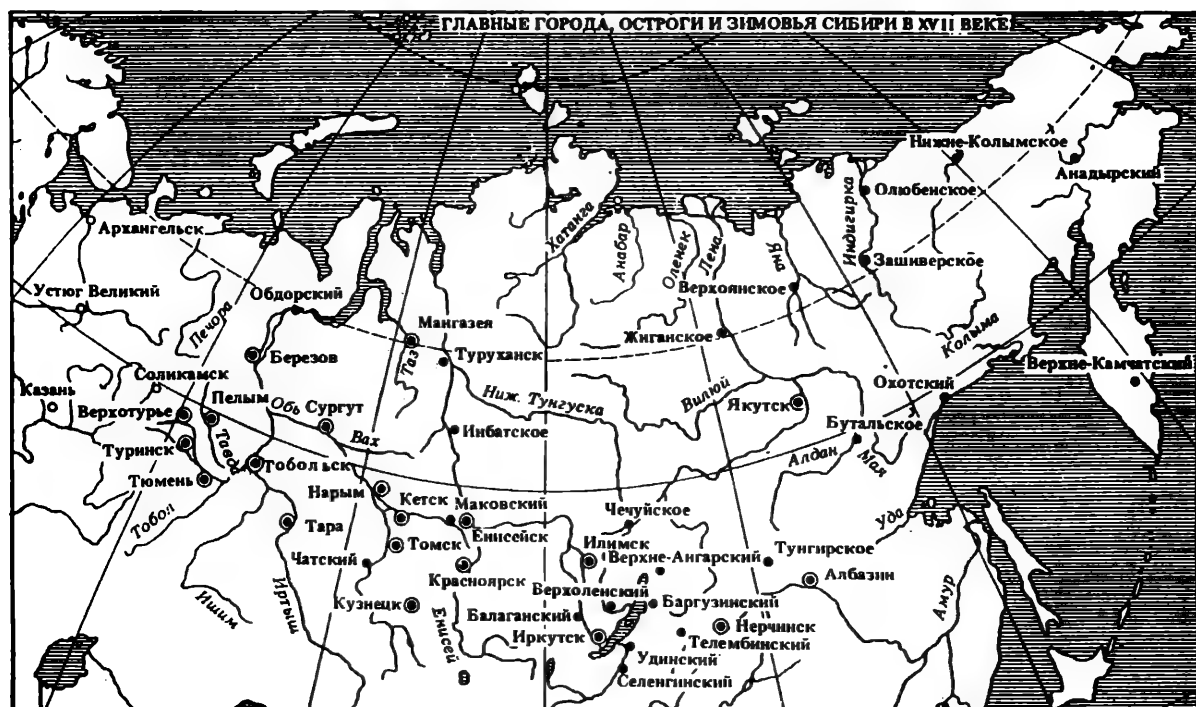 ГЛАВНЫЕ ГОРОДА, ОСТРОГИ И ЗИМОВЬЯ СИБИРИ В XVII ВЕКЕ
Нижне-Колымское
Анадырский
Олюбенское
Индигирка
Хатанга
Анабар
Оленек
Лена
Яна
Архангельск
Зашиверское
Устюг Великий
Обдорский
Верхоянское
Печора
Мангазея
Жиганское
Колыма
Березов
Таз
Туруханск
Верхне-Камчатский
Соликамск
Охотский
Казань
Пелым
Обь
Сургут
Ниж. Тунгуска
Вилюй
Якутск
Верхотурье
Инбатское
Бутальское
Туринск
Тавда
Вах
Алдан
Мая
Тобольск
Тюмень
Нарым
Кетск
Маковский
Чечуйское
Тобол
Тара
Енисейск
Уда
Томск
Илимск
Тунгирское
Чатский
Верхне-Ангарский
Красноярск
Албазин
Ишим
Иртыш
Верхоленский
Кузнецк
Енисей
Балаганский
Баргузинский
Амур
Иркутск
Нерчинск
Телембинский
Удинский
Селенгинский